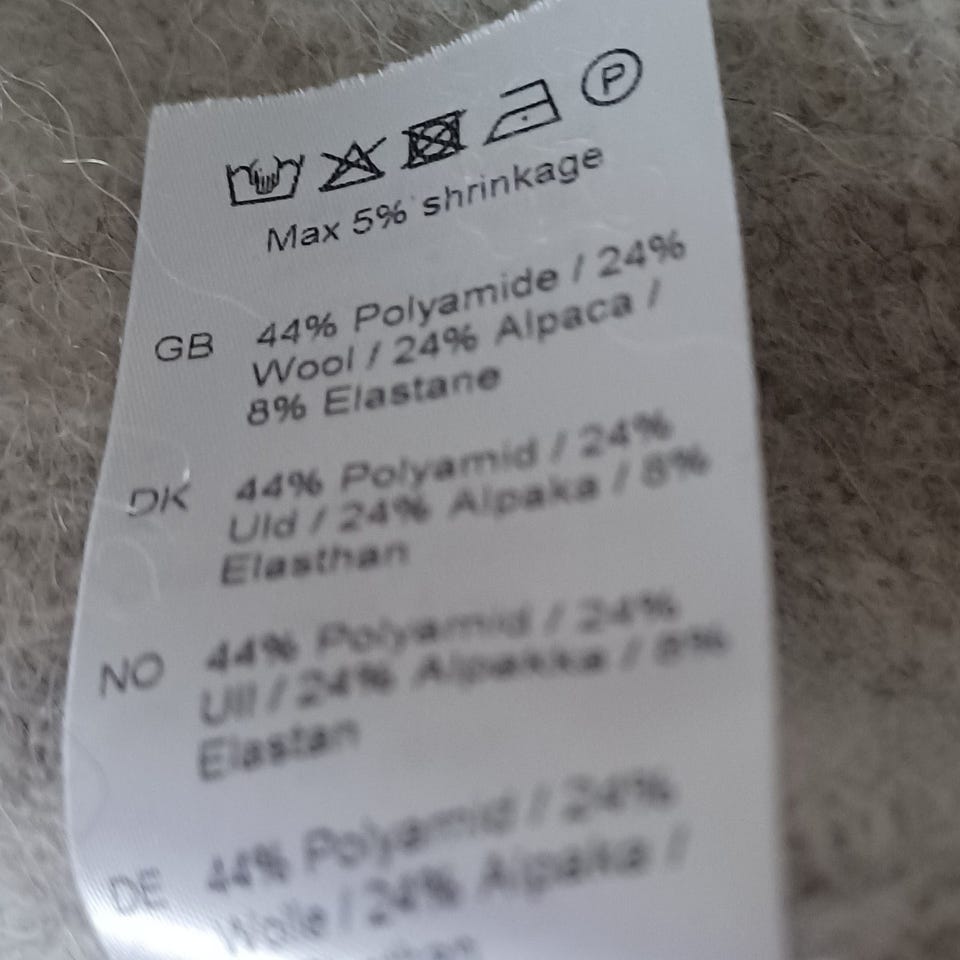 P
Max 5% shrinkage
GB 44% Polyamide / 24%
Wool / 24% Alpaca /
8% Elastane
DK 44% Polyamid / 24%
Uld / 24% Alpaka / 8%
Elasthan
NO 44% Polyamid / 24%
Ull / 24% Alpakka / 8%
Elastan
DE 44% Polyamid / 24%
Wolle / 24% Alpaka /